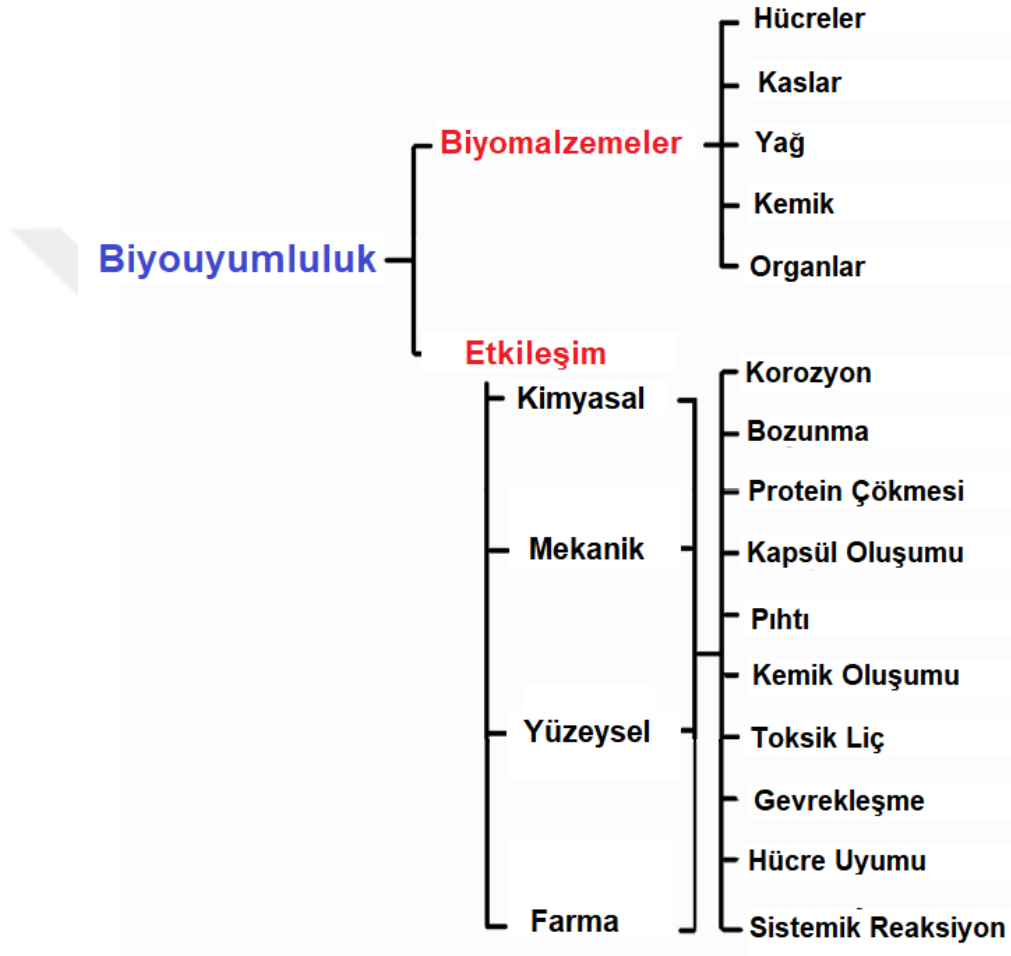 Biyouyumluluk
Biyomalzemeler
Hücreler
Kaslar
Yağ
Kemik
Organlar
Etkileşim
Kimyasal
Mekanik
Yüzeysel
Farma
Korozyon
Bozunma
Protein Çökmesi
Kapsül Oluşumu
Pıhtı
Kemik Oluşumu
Toksik Liç
Gevrekleşme
Hücre Uyumu
Sistemik Reaksiyon